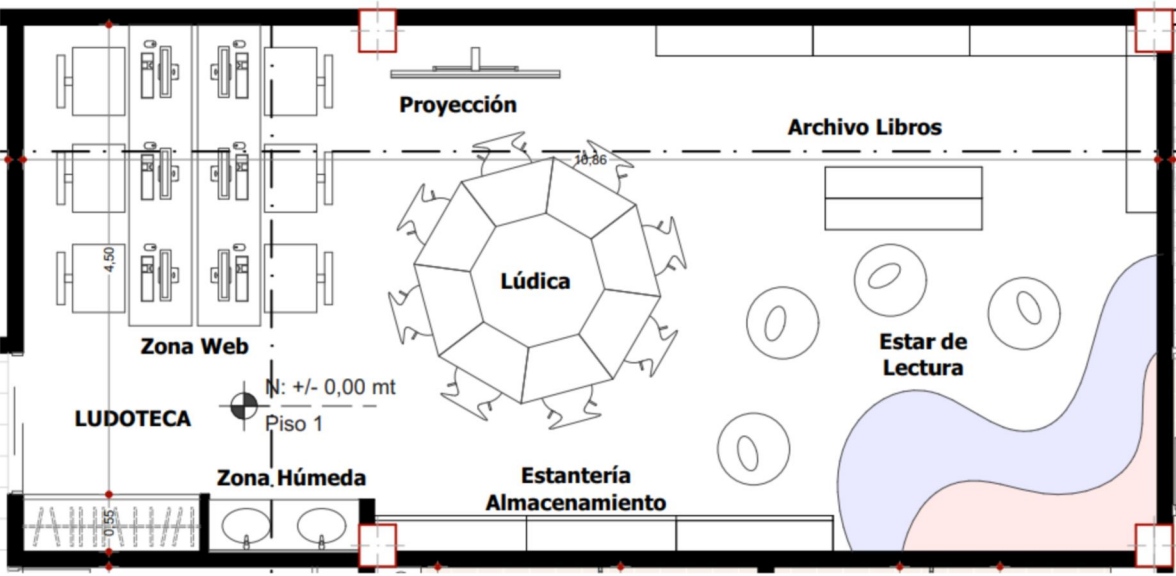 Proyección
Archivo Libros
10,86
4,50
Lúdica
Zona Web
Estar de
Lectura
N: +/- 0,00 mt
LUDOTECA
Piso 1
Zona Húmeda
Estantería
Almacenamiento
0,55